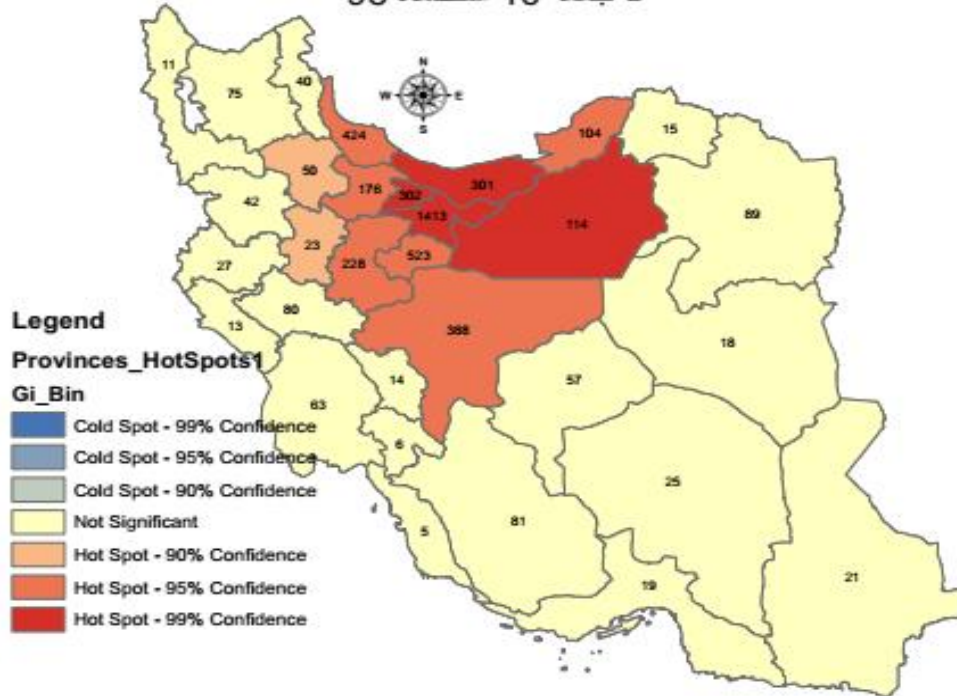 N
W E
S
11
75
40
424
104
15
50
176
302
301
42
1413
114
89
23
228
523
27
80
388
13
18
14
57
63
6
25
81
5
19
21
Legend
Provinces_HotSpots1
Gi_Bin
Cold Spot - 99% Confidence
Cold Spot - 95% Confidence
Cold Spot - 90% Confidence
Not Significant
Hot Spot - 90% Confidence
Hot Spot - 95% Confidence
Hot Spot - 99% Confidence